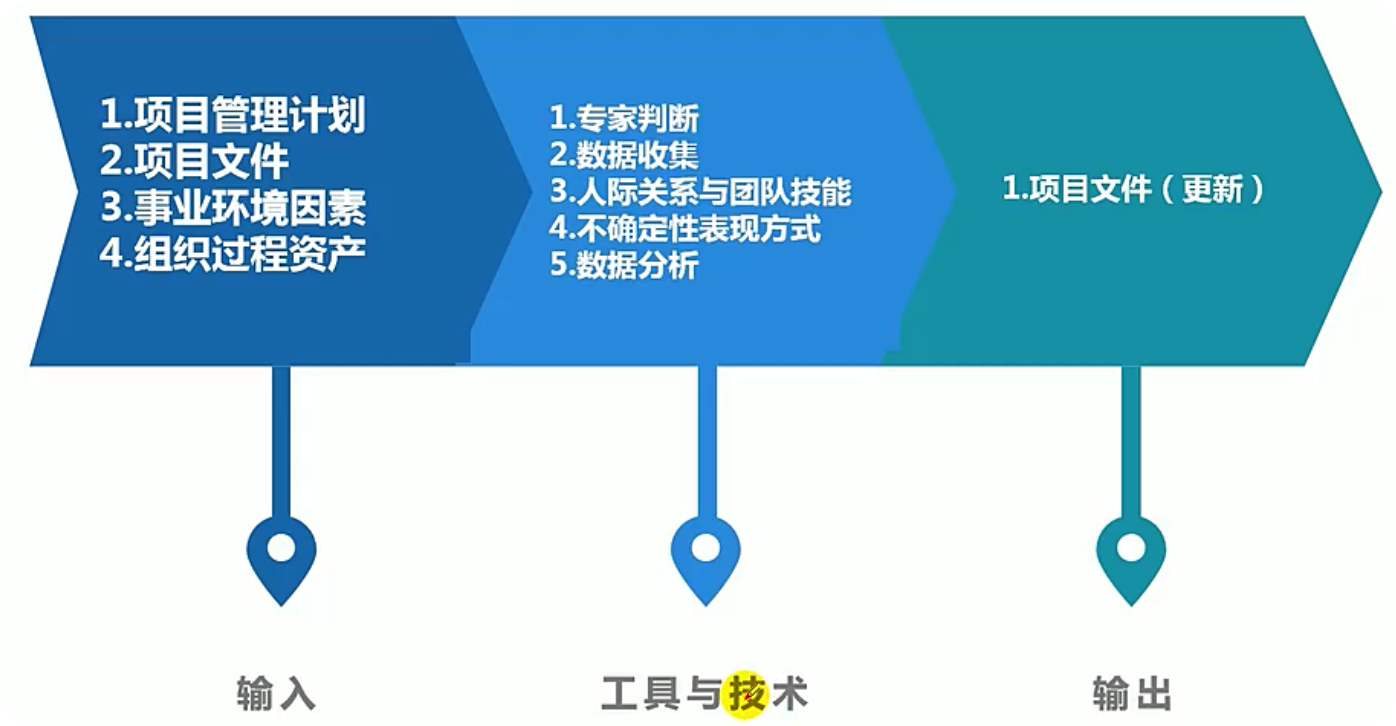 1.项目管理计划
2.项目文件
3.事业环境因素
4.组织过程资产
1.专家判断
2.数据收集
3.人际关系与团队技能
4.不确定性表现方式
5.数据分析
1.项目文件（更新）
输入
工具与技术
输出